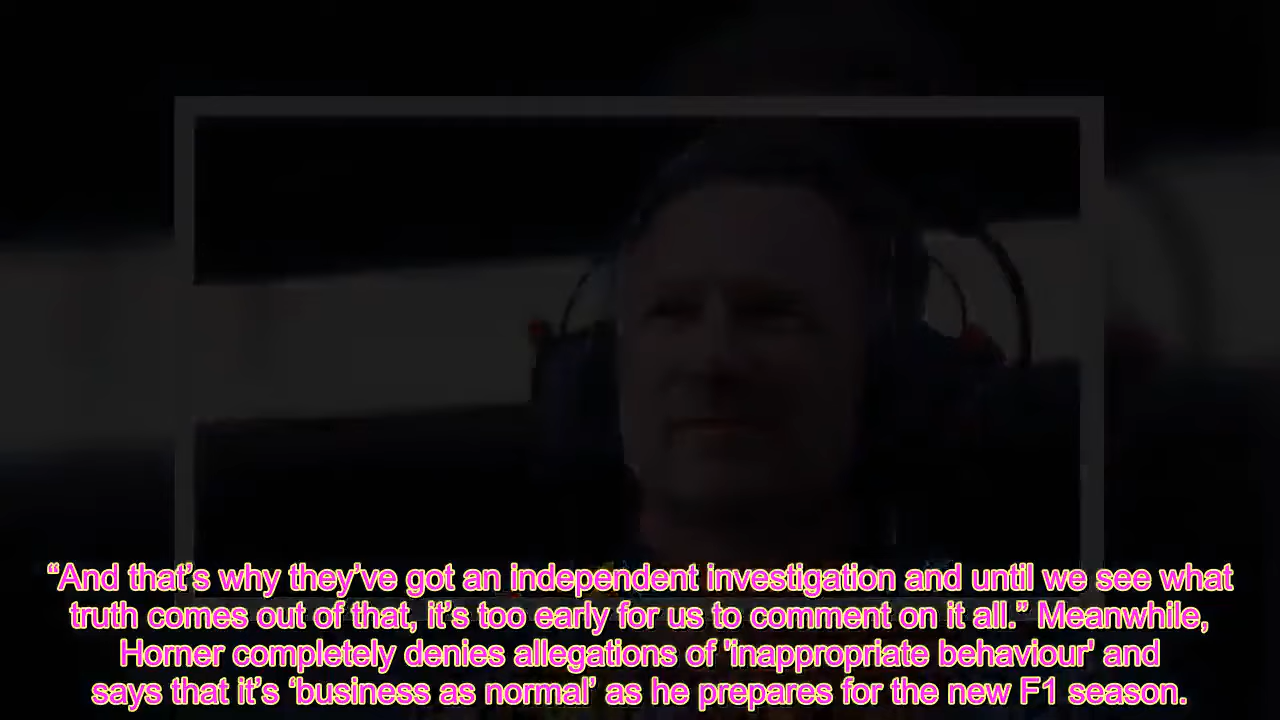 “And that’s why they’ve got an independent investigation and until we see what
truth comes out of that, it’s too early for us to comment on it all.” Meanwhile,
Horner completely denies allegations of 'inappropriate behaviour' and
says that it’s ‘business as normal’ as he prepares for the new F1 season.